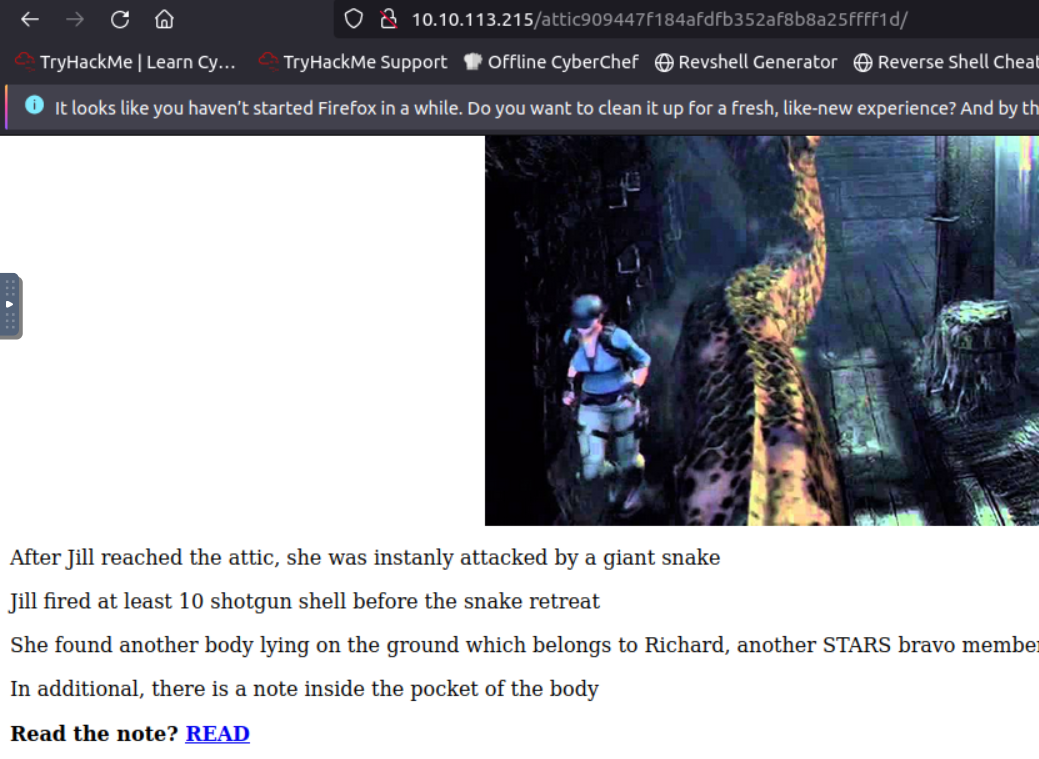 10.10.113.215/attic909447f184afdfb352af8b8a25ffff1d/
TryHackMe | Learn Cy... TryHackMe Support Offline CyberChef Revshell Generator Reverse Shell Cheat
It looks like you haven't started Firefox in a while. Do you want to clean it up for a fresh, like-new experience? And by th
After Jill reached the attic, she was instanly attacked by a giant snake
Jill fired at least 10 shotgun shell before the snake retreat
She found another body lying on the ground which belongs to Richard, another STARS bravo member
In additional, there is a note inside the pocket of the body
Read the note? READ